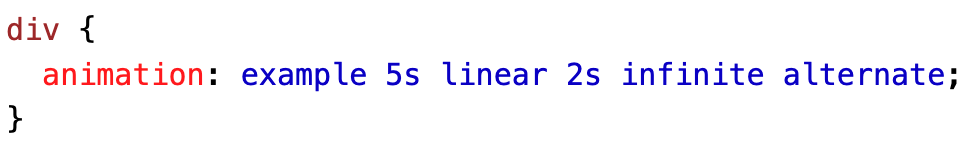 div {
  animation: example 5s linear 2s infinite alternate;
}